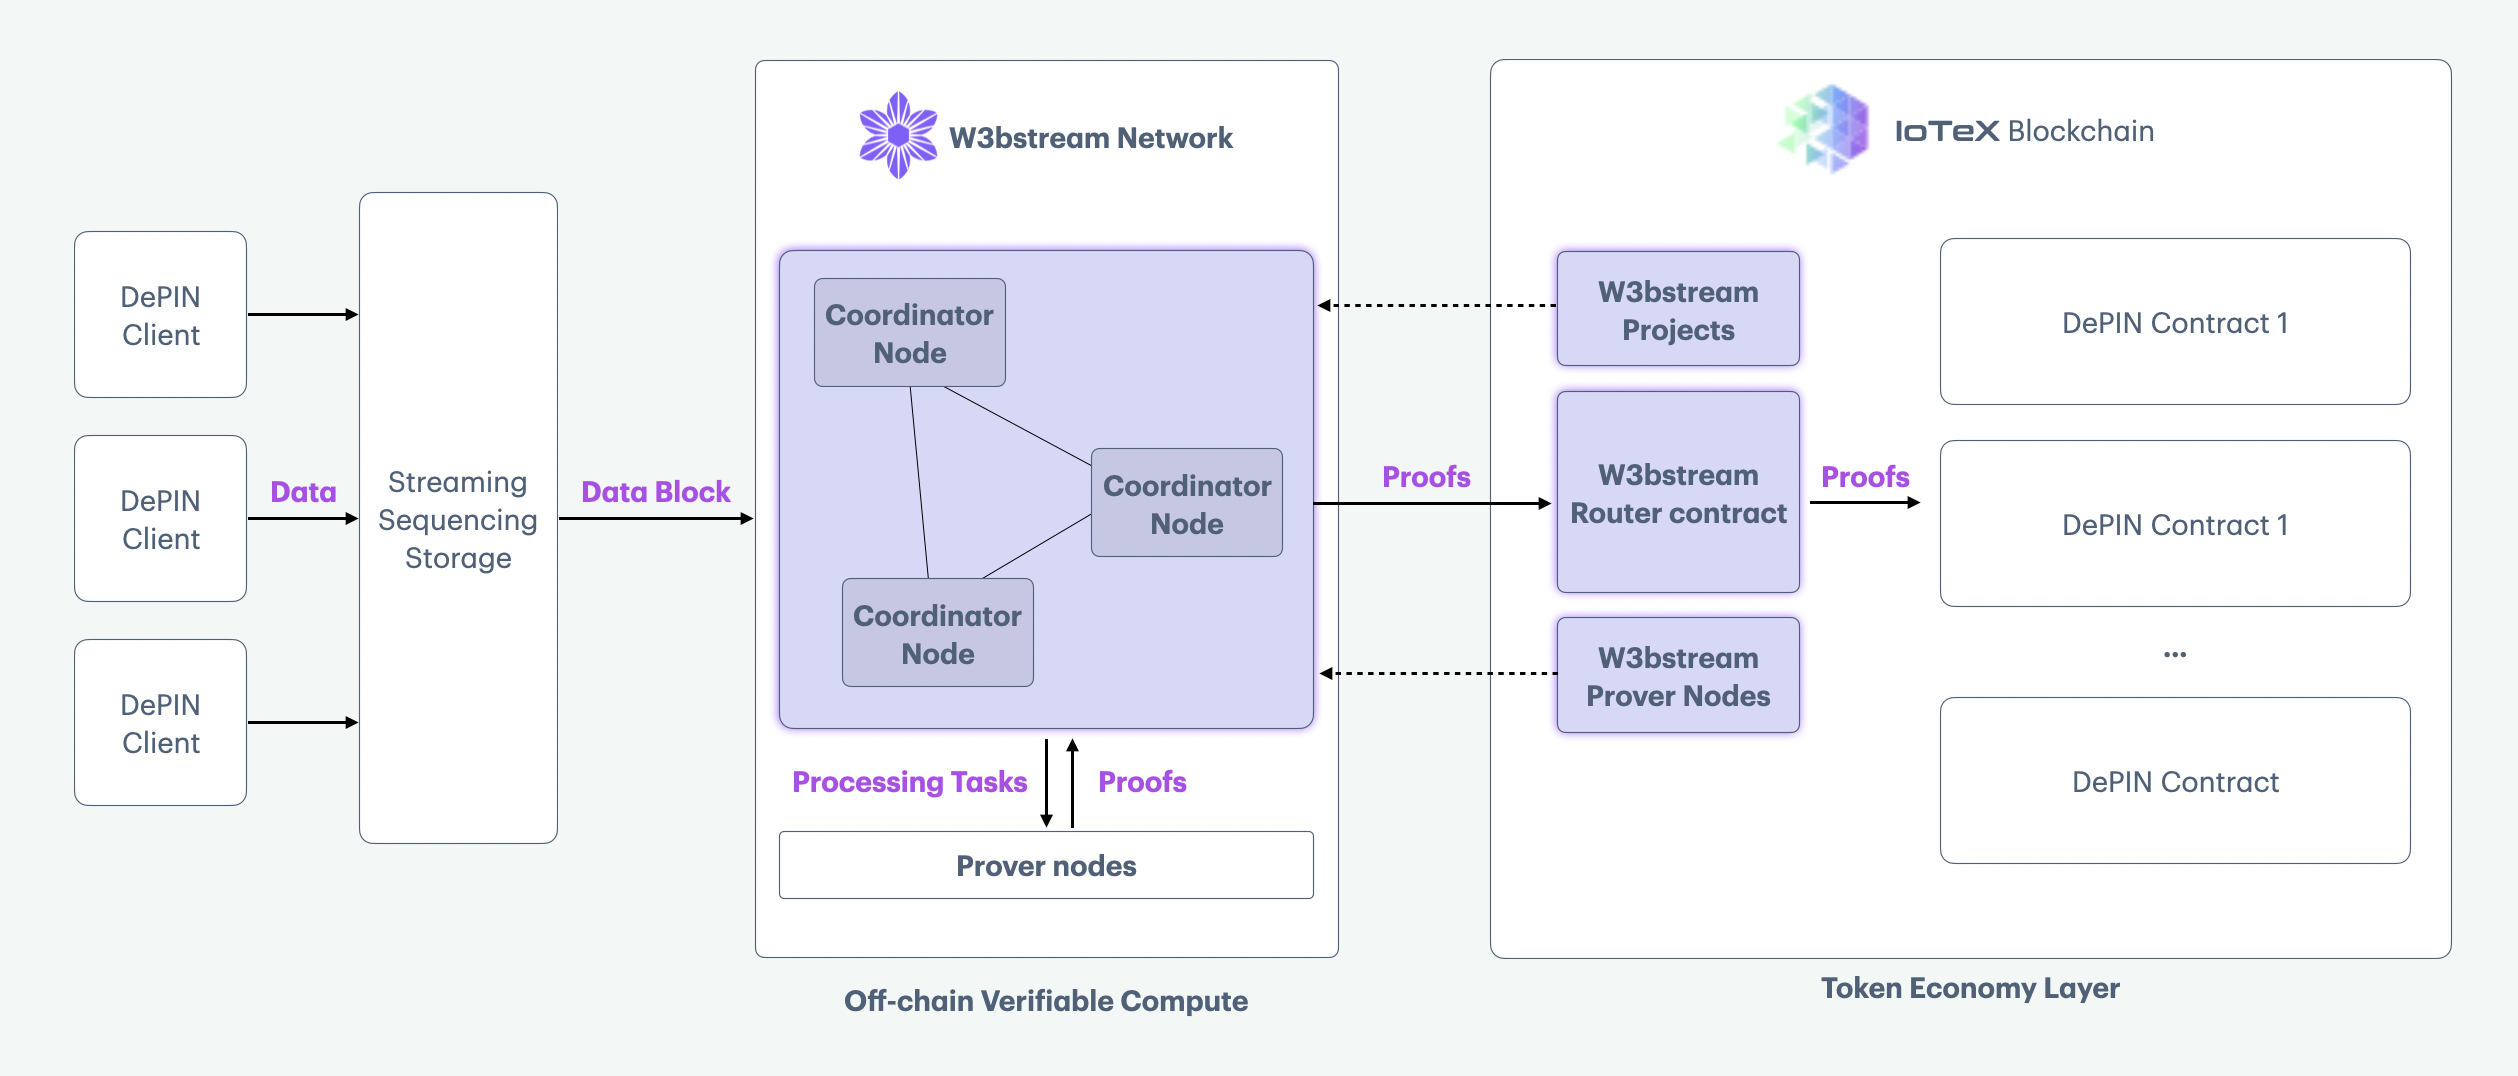 DePIN
Client
DePIN
Client
DePIN
Client
Data
Streaming
Sequencing
Storage
Data Block
W3bstream Network
Coordinator
Node
Coordinator
Node
Coordinator
Node
Processing Tasks
Proofs
Prover nodes
Off-chain Verifiable Compute
Proofs
IoTeX Blockchain
W3bstream
Projects
W3bstream
Router contract
W3bstream
Prover Nodes
Proofs
DePIN Contract 1
DePIN Contract 1
...
DePIN Contract
Token Economy Layer